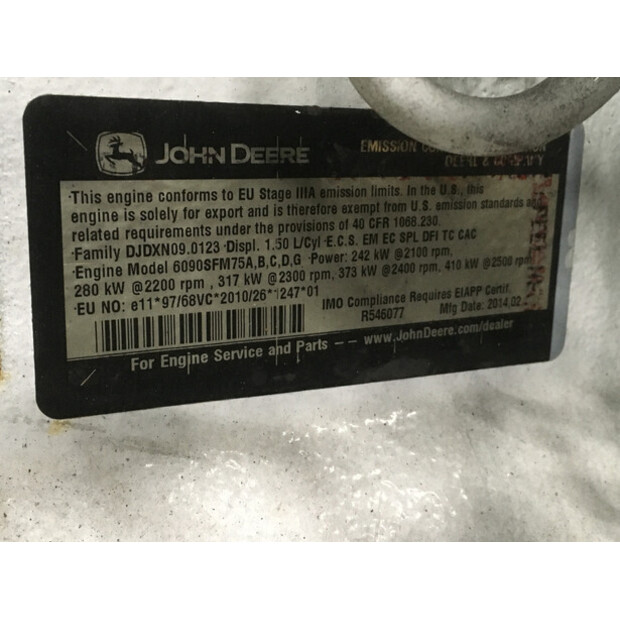 JOHN DEERE
EMISSION
This engine conforms to EU Stage IIIA emission limits. In the U.S., this
engine is solely for export and is therefore exempt from U.S. emission standards and
related requirements under the provisions of 40 CFR 1068.230.
·Family DJDXN09.0123 ·Displ. 1.50 L/Cyl ·E.C.S. EM EC SPL DFI TC CAC
·Engine Model 6090SFM75A,B,C,D,G ·Power: 242 kW @2100 rpm,
280 kW @2200 rpm, 317 kW @2300 rpm, 373 kW @2400 rpm, 410 kW @2500 rpm
·EU NO: e11*97/68VC*2010/26*1247*01
IMO Compliance Requires EIAPP Certif.
R546077
Mfg Date: 2014.02
For Engine Service and Parts -- www.JohnDeere.com/dealer